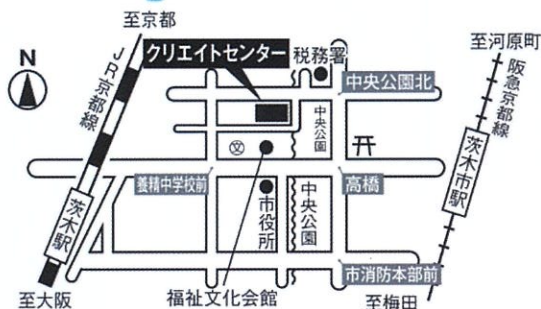 至京都
クリエイトセンター
税務署
至河原町
N
JR京都線
中央公園北
阪急京都線
中央公園
文
養精中学校前
高橋
茨木市駅
茨木駅
市役所
中央公園
市消防本部前
至大阪
福祉文化会館
至梅田